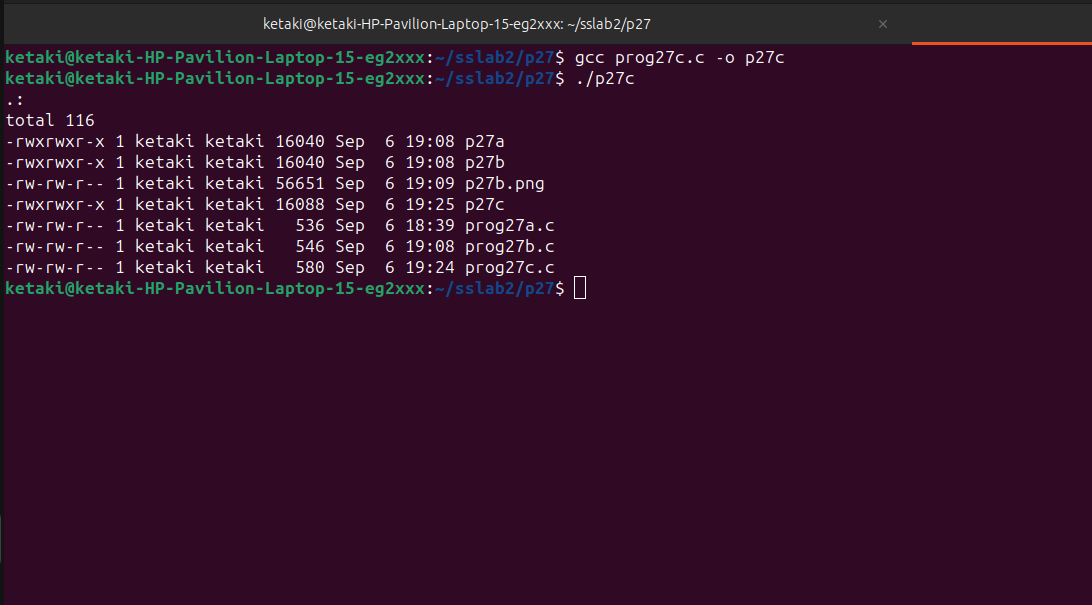 ketaki@ketaki-HP-Pavilion-Laptop-15-eg2xxx: ~/sslab2/p27 ×
ketaki@ketaki-HP-Pavilion-Laptop-15-eg2xxx:~/sslab2/p27$ gcc prog27c.c -o p27c
ketaki@ketaki-HP-Pavilion-Laptop-15-eg2xxx:~/sslab2/p27$ ./p27c
.:
total 116
-rwxrwxr-x 1 ketaki ketaki 16040 Sep  6 19:08 p27a
-rwxrwxr-x 1 ketaki ketaki 16040 Sep  6 19:08 p27b
-rw-rw-r-- 1 ketaki ketaki 56651 Sep  6 19:09 p27b.png
-rwxrwxr-x 1 ketaki ketaki 16088 Sep  6 19:25 p27c
-rw-rw-r-- 1 ketaki ketaki   536 Sep  6 18:39 prog27a.c
-rw-rw-r-- 1 ketaki ketaki   546 Sep  6 19:08 prog27b.c
-rw-rw-r-- 1 ketaki ketaki   580 Sep  6 19:24 prog27c.c
ketaki@ketaki-HP-Pavilion-Laptop-15-eg2xxx:~/sslab2/p27$